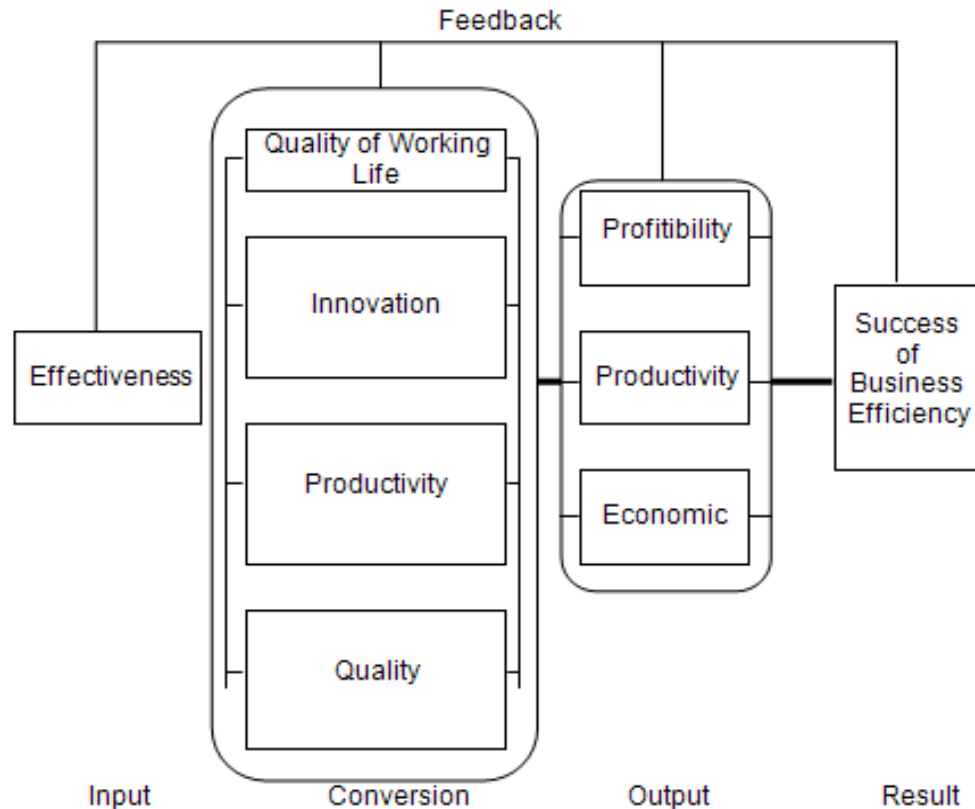 Feedback
Quality of Working
Life
Innovation
Productivity
Quality
Effectiveness
Profitibility
Productivity
Economic
Success
of
Business
Efficiency
Input
Conversion
Output
Result